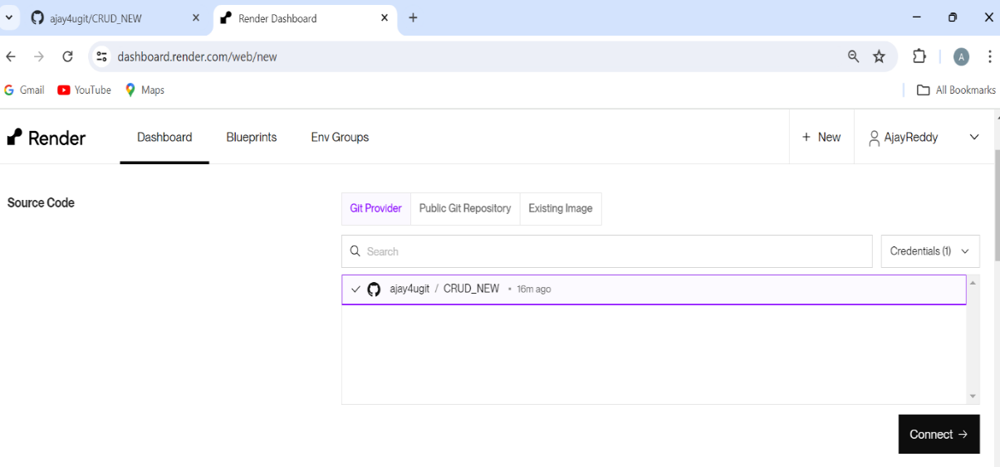 ajay4ugit/CRUD_NEW Render Dashboard
dashboard.render.com/web/new A
Gmail YouTube Maps All Bookmarks
Render Dashboard Blueprints Env Groups + New AjayReddy
Source Code
Git Provider Public Git Repository Existing Image
Search Credentials (1)
ajay4ugit / CRUD_NEW • 16m ago
Connect →